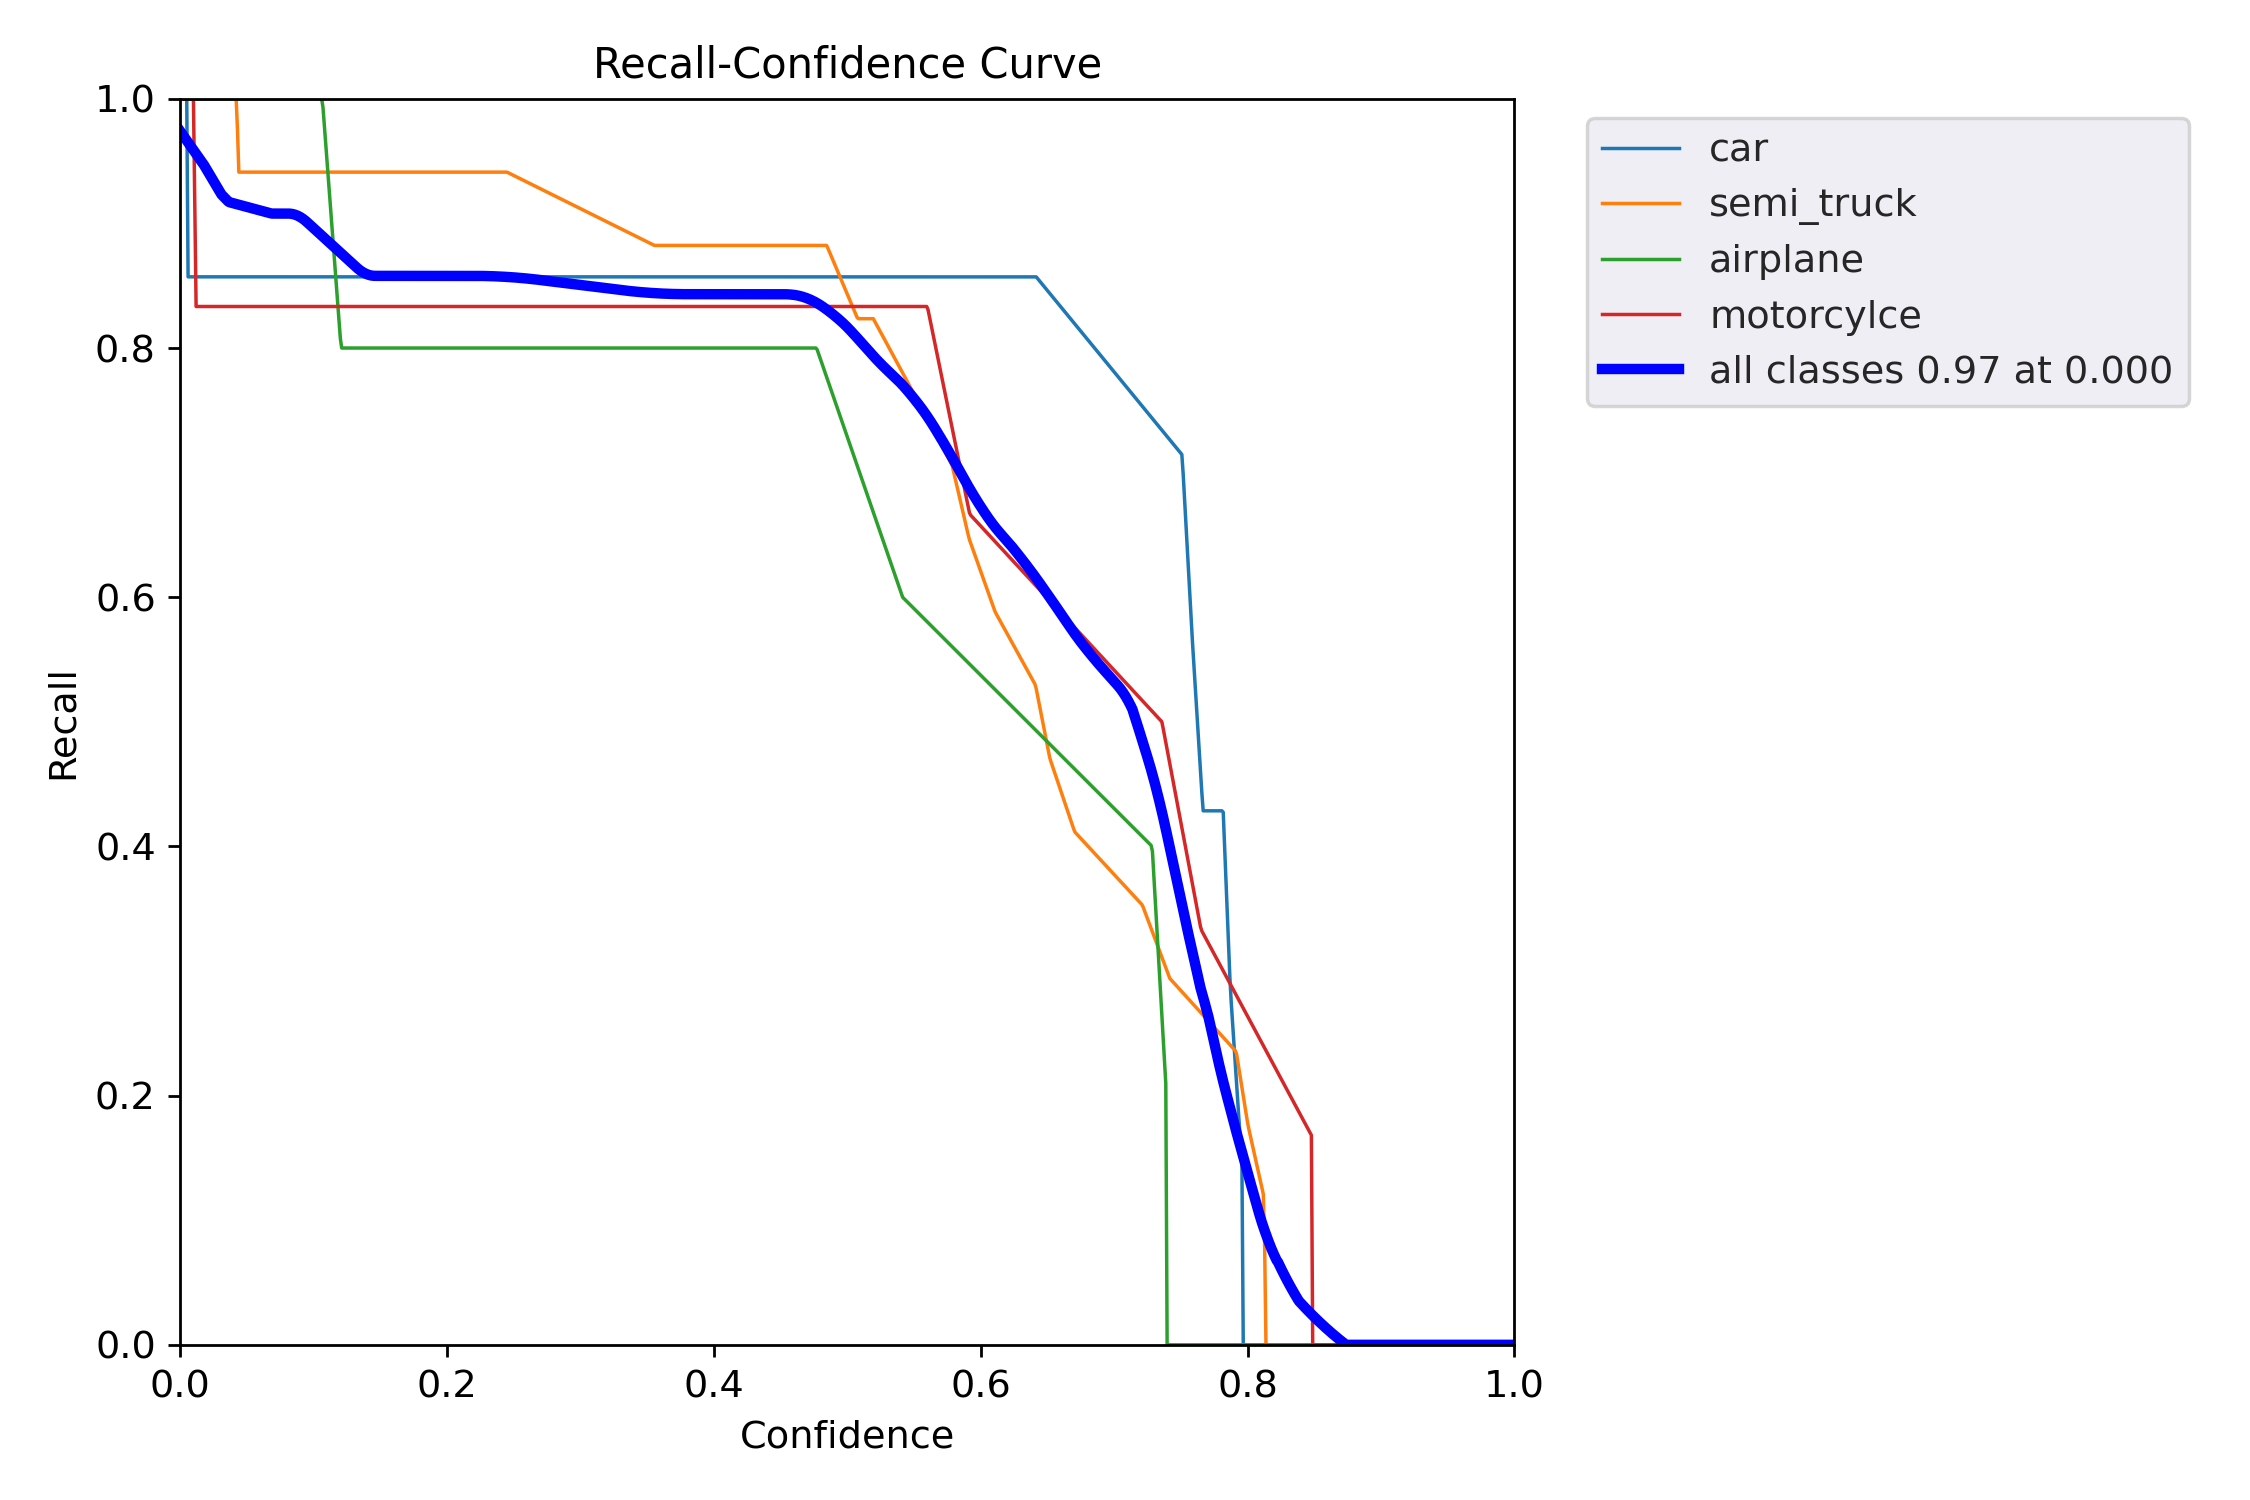 Recall-Confidence Curve
1.0
0.8
0.6
0.4
0.2
0.0
Recall
0.0 0.2 0.4 0.6 0.8 1.0
Confidence
car
semi_truck
airplane
motorcylce
all classes 0.97 at 0.000